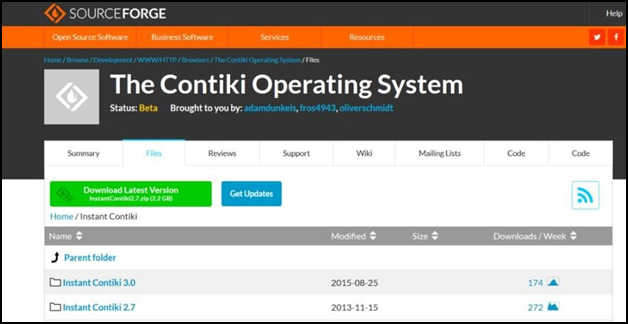 SOURCEFORGE
Help
Open Source Software Business Software Services Resources
Home / Browse / Development / WWW/HTTP / Browsers / The Contiki Operating System / Files
The Contiki Operating System
Status: Beta Brought to you by: adamdunkels, fros4943, oliverschmidt
Summary Files Reviews Support Wiki Mailing Lists Code Code
Download Latest Version
InstantContiki2.7.zip (2.2 GB)
Get Updates
Home / Instant Contiki
Name Modified Size Downloads / Week
Parent folder
Instant Contiki 3.0 2015-08-25 174
Instant Contiki 2.7 2013-11-15 272